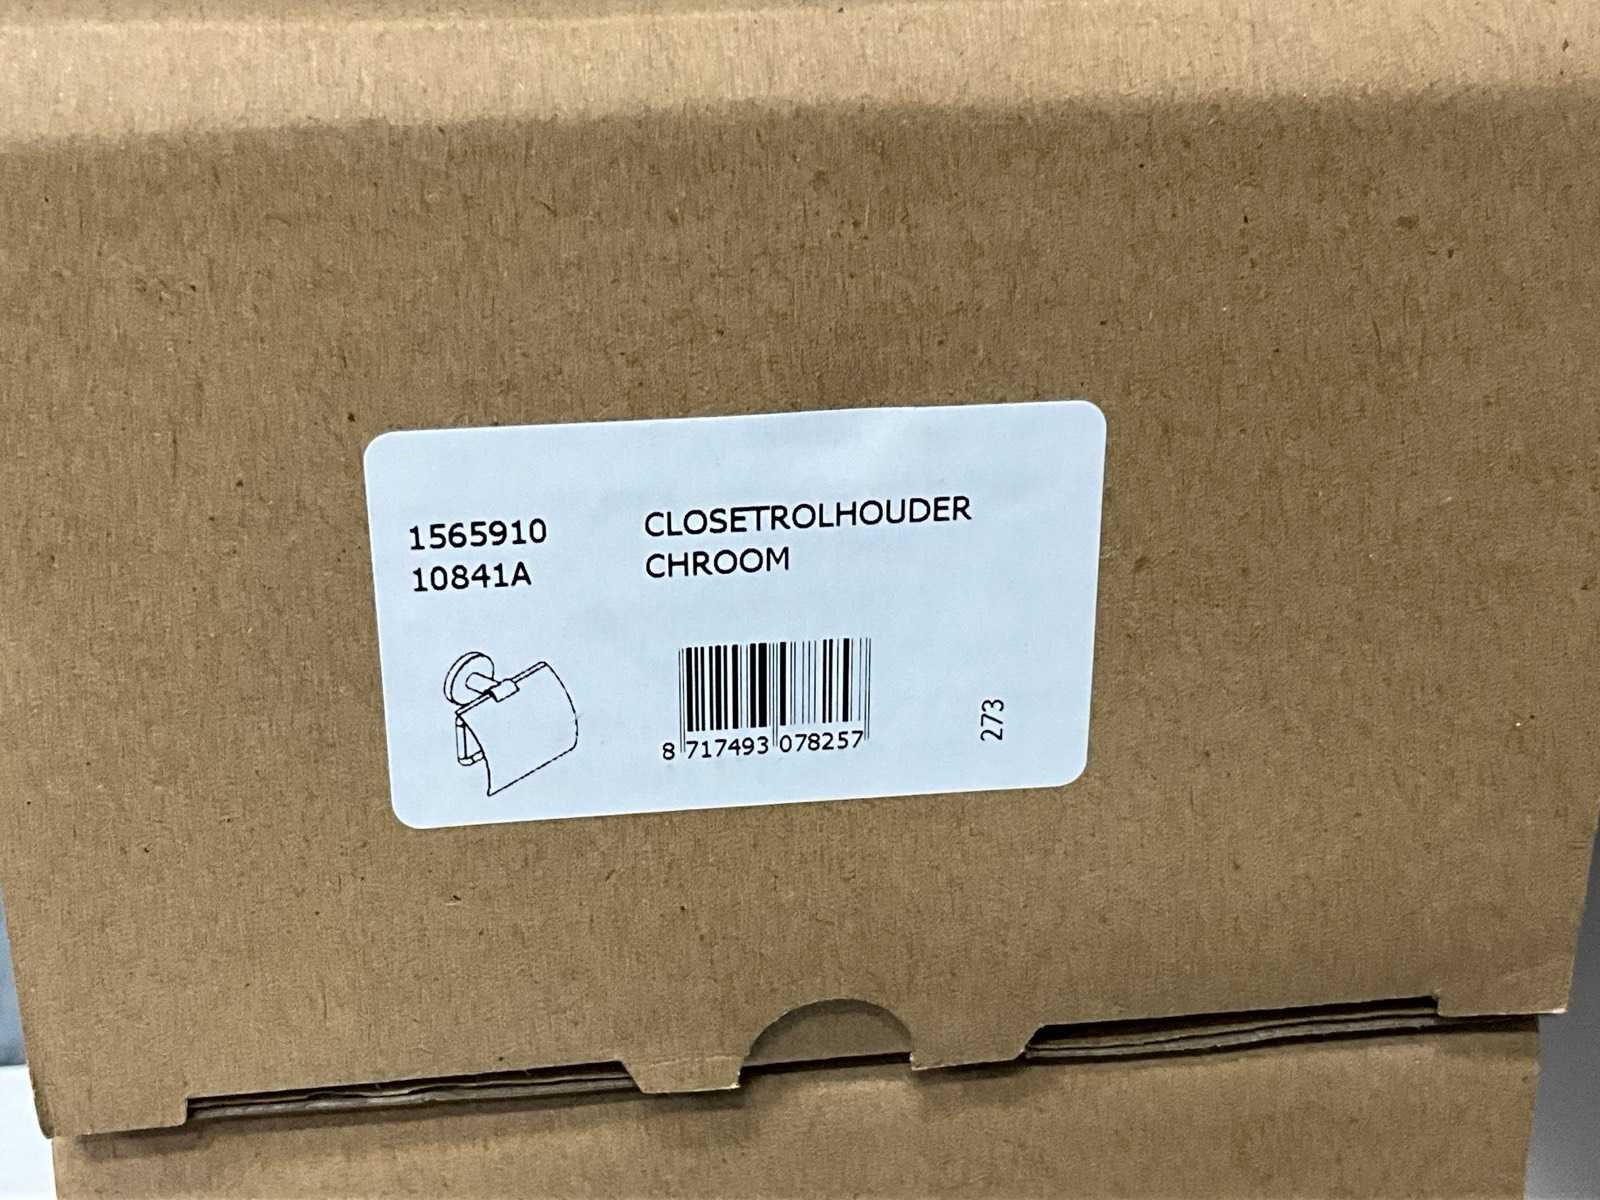 1565910 CLOSETROLHOUDER
10841A CHROOM
8 717493 078257
273